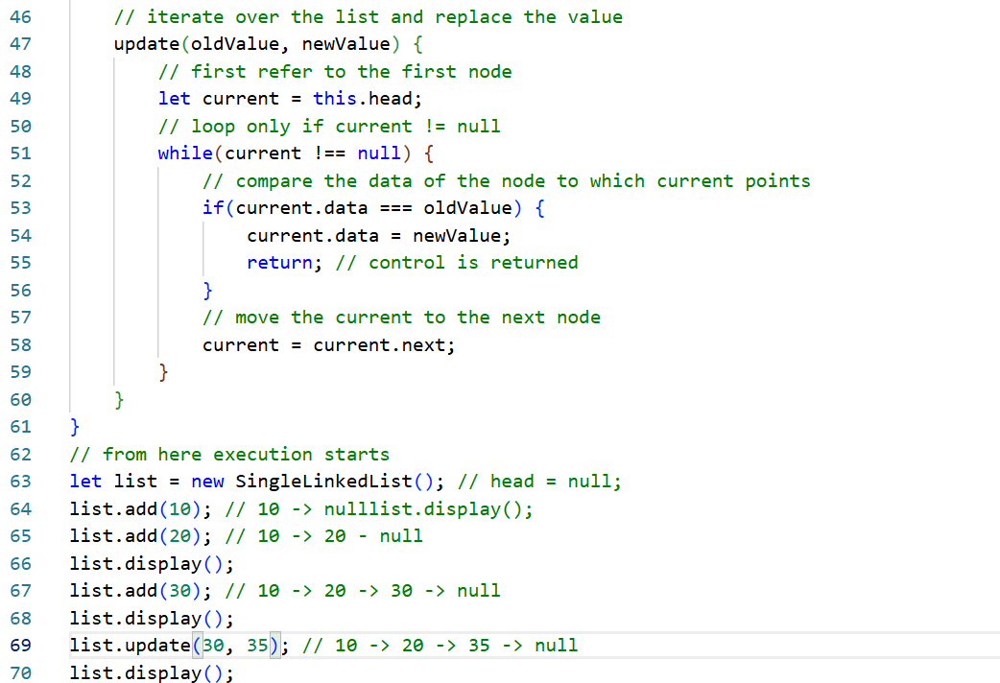 46 // iterate over the list and replace the value
47 update(oldValue, newValue) {
48 // first refer to the first node
49 let current = this.head;
50 // loop only if current != null
51 while(current !== null) {
52 // compare the data of the node to which current points
53 if(current.data === oldValue) {
54 current.data = newValue;
55 return; // control is returned
56 }
57 // move the current to the next node
58 current = current.next;
59 }
60 }
61 }
62 // from here execution starts
63 let list = new SingleLinkedList(); // head = null;
64 list.add(10); // 10 -> nulllist.display();
65 list.add(20); // 10 -> 20 - null
66 list.display();
67 list.add(30); // 10 -> 20 -> 30 -> null
68 list.display();
69 list.update(30, 35); // 10 -> 20 -> 35 -> null
70 list.display();